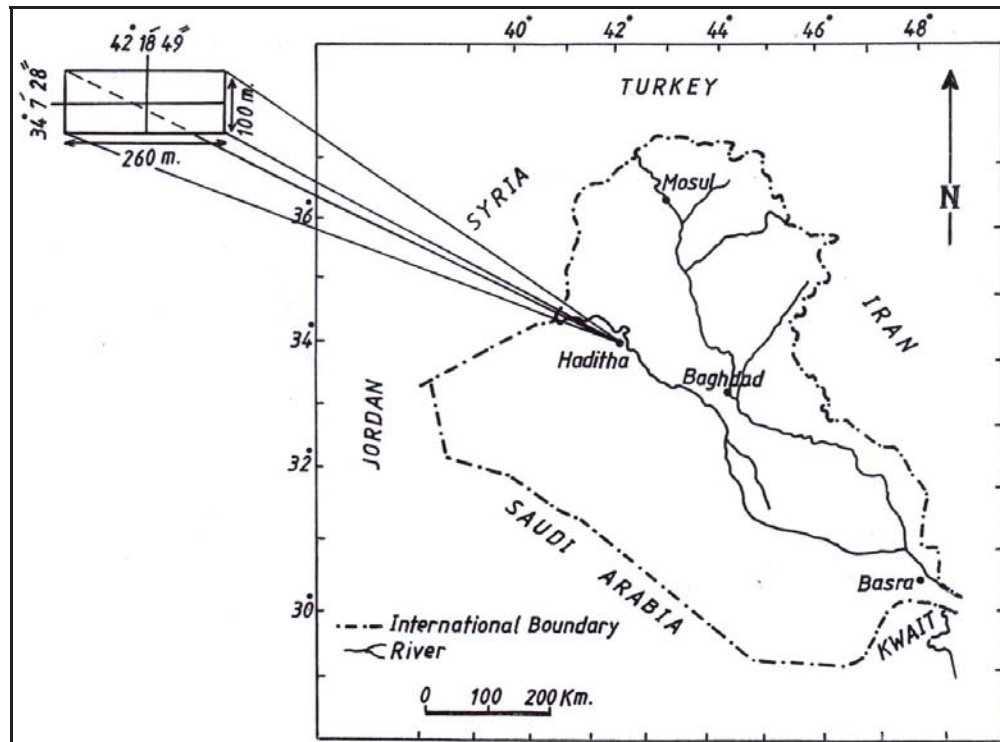 40° 42° 44° 46° 48°
42° 18′ 49″
34° 7′ 28″
100 m.
260 m.
TURKEY
N
SYRIA
Mosul
36°
IRAN
34°
Haditha
Baghdad
JORDAN
32°
SAUDI ARABIA
Basra
30°
KWAIT
International Boundary
River
0 100 200 Km.